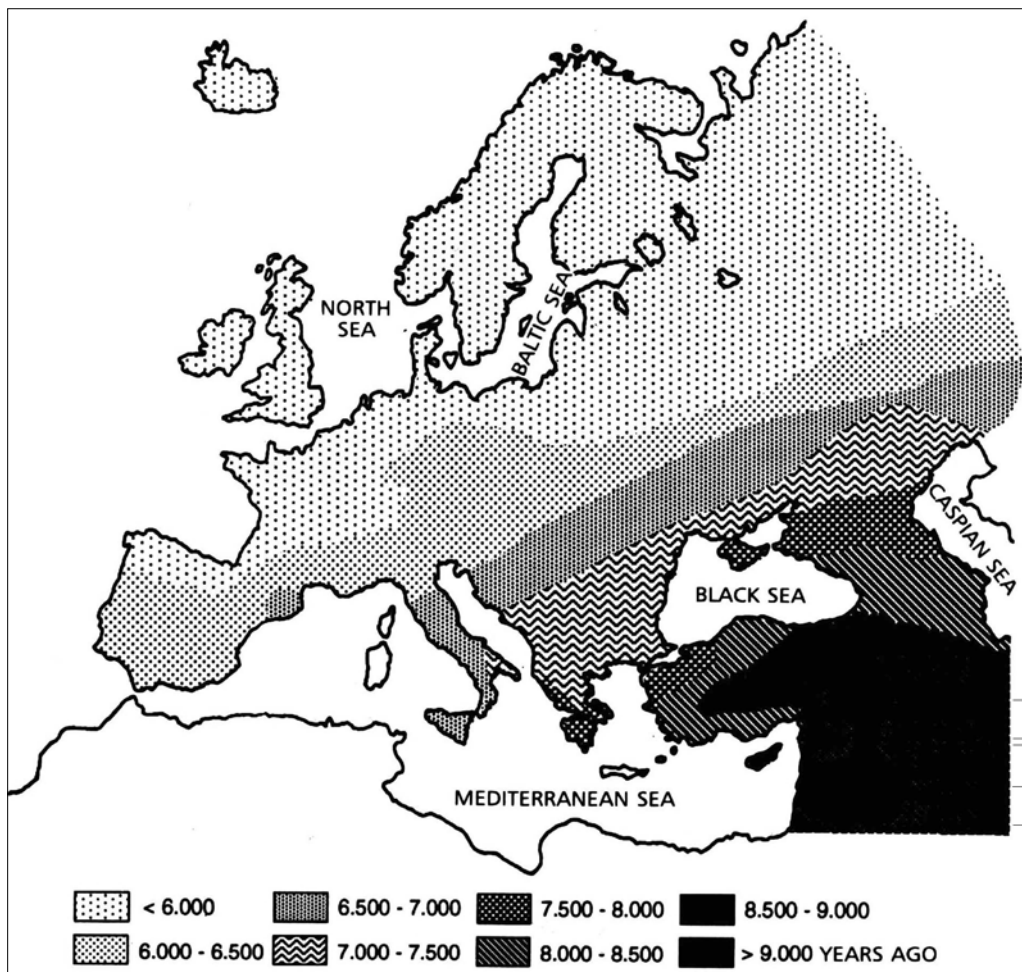 NORTH
SEA
BALTIC SEA
CASPIAN SEA
BLACK SEA
MEDITERRANEAN SEA
< 6.000
6.500 - 7.000
7.500 - 8.000
8.500 - 9.000
6.000 - 6.500
7.000 - 7.500
8.000 - 8.500
> 9.000 YEARS AGO